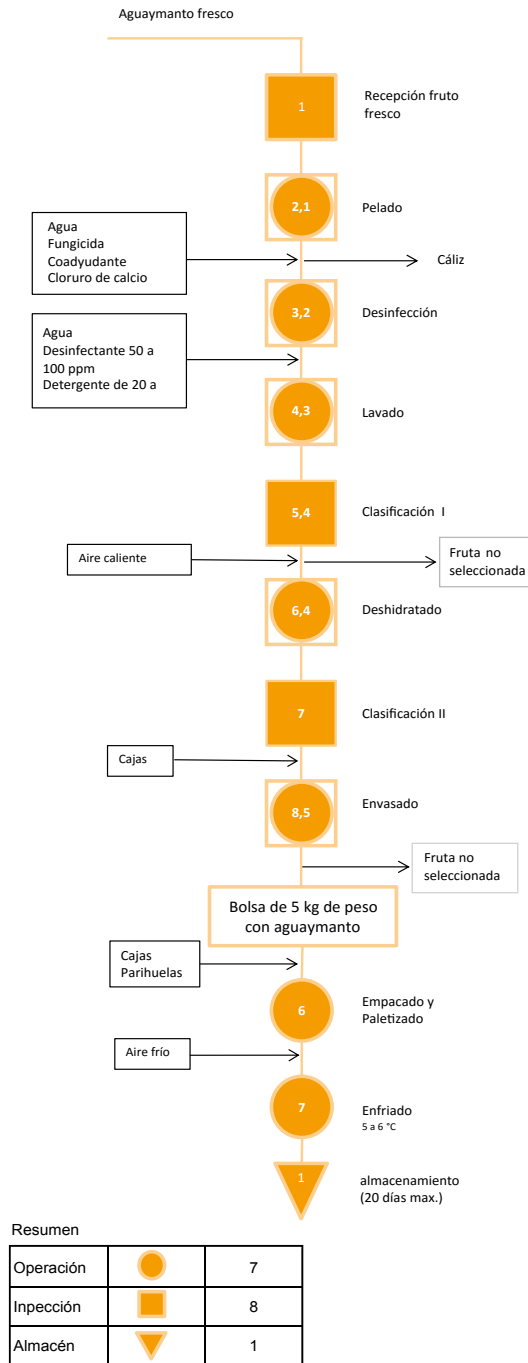 Aguaymanto fresco
1
Recepción fruto
fresco
2,1
Pelado
Agua
Fungicida
Coadyudante
Cloruro de calcio
Cáliz
3,2
Desinfección
Agua
Desinfectante 50 a
100 ppm
Detergente de 20 a
4,3
Lavado
5,4
Clasificación I
Aire caliente
Fruta no
seleccionada
6,4
Deshidratado
7
Clasificación II
Cajas
8,5
Envasado
Fruta no
seleccionada
Bolsa de 5 kg de peso
con aguaymanto
Cajas
Parihuelas
6
Empacado y
Paletizado
Aire frío
7
Enfriado
5 a 6 °C
1
almacenamiento
(20 días max.)
Resumen
Operación 7
Inpección 8
Almacén 1